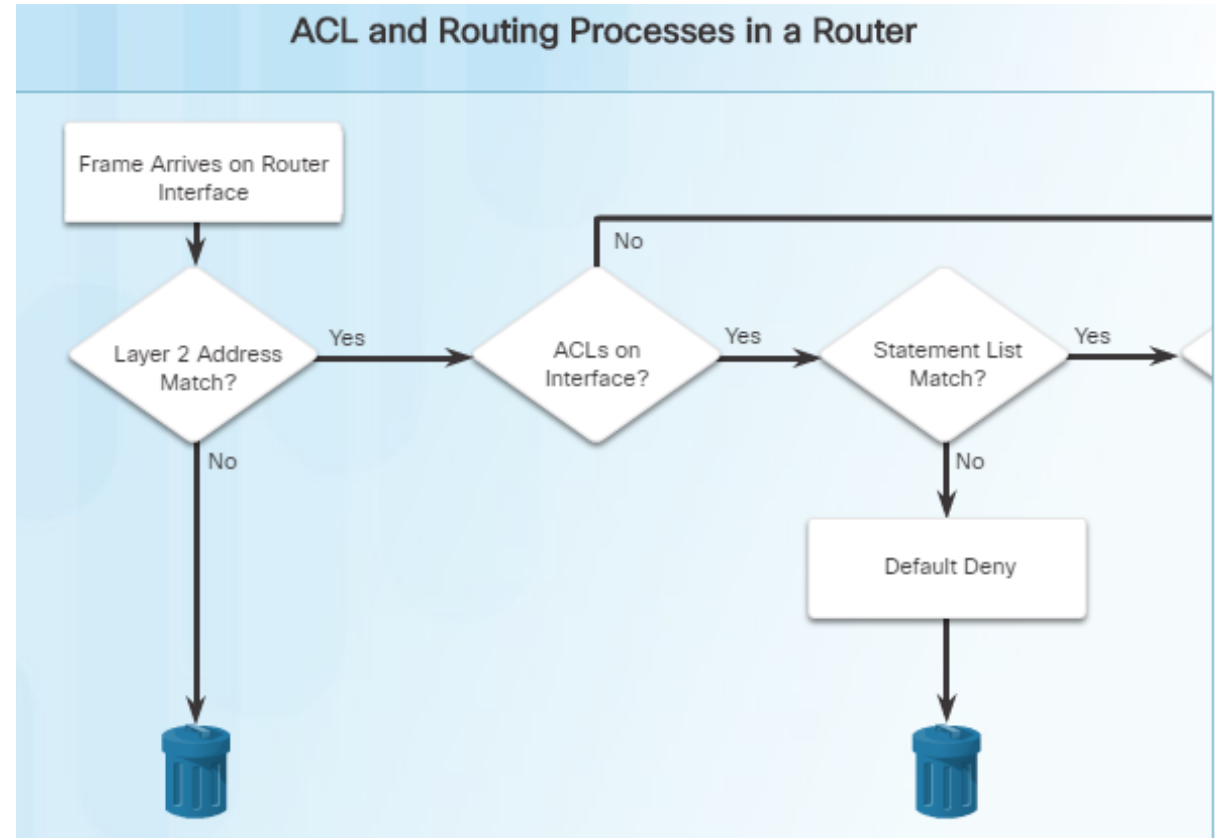 ACL and Routing Processes in a Router
Frame Arrives on Router
Interface
No
Layer 2 Address
Match?
Yes
ACLs on
Interface?
Yes
Statement List
Match?
Yes
No
No
Default Deny